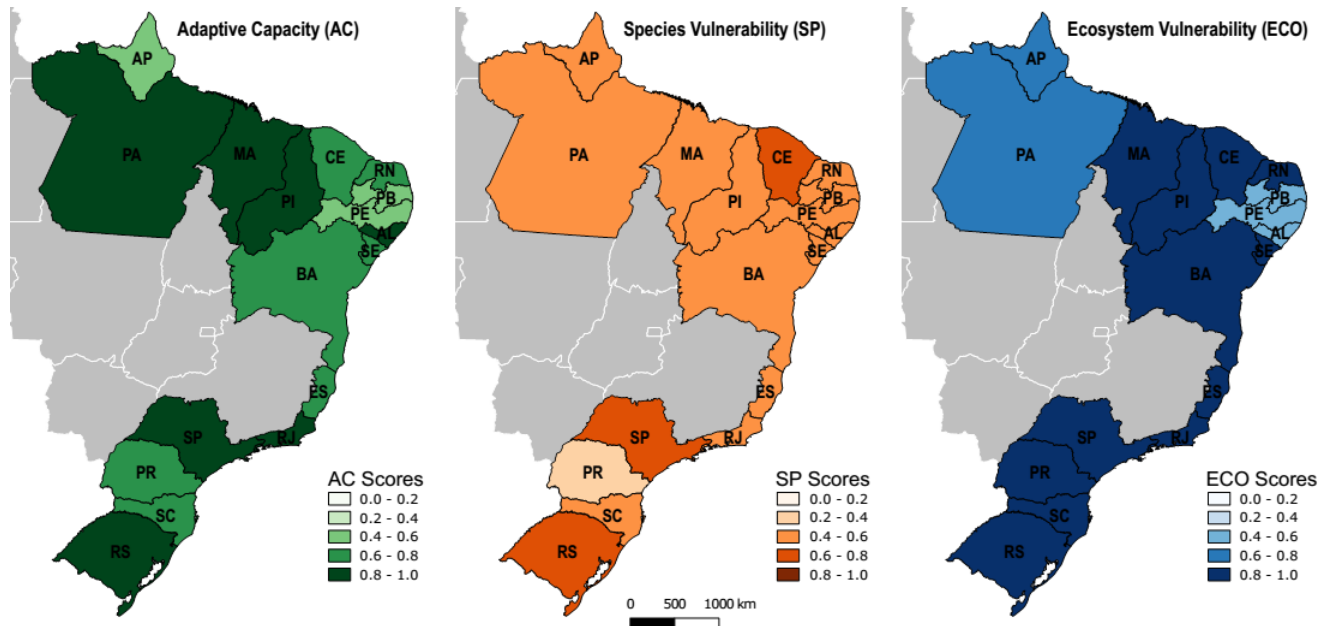 Adaptive Capacity (AC)
AP
PA
MA
CE
RN
PI
PB
PE
AL
SE
BA
ES
SP
RJ
PR
SC
RS
AC Scores
0.0 - 0.2
0.2 - 0.4
0.4 - 0.6
0.6 - 0.8
0.8 - 1.0
Species Vulnerability (SP)
AP
PA
MA
CE
RN
PI
PB
PE
AL
SE
BA
ES
SP
RJ
PR
SC
RS
SP Scores
0.0 - 0.2
0.2 - 0.4
0.4 - 0.6
0.6 - 0.8
0.8 - 1.0
0 500 1000 km
Ecosystem Vulnerability (ECO)
AP
PA
MA
CE
RN
PI
PB
PE
AL
SE
BA
ES
SP
RJ
PR
SC
RS
ECO Scores
0.0 - 0.2
0.2 - 0.4
0.4 - 0.6
0.6 - 0.8
0.8 - 1.0